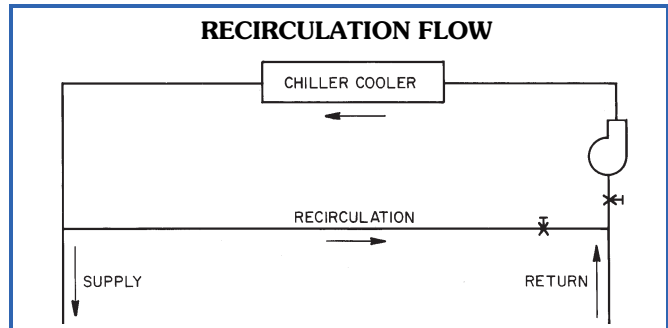 RECIRCULATION FLOW
CHILLER COOLER
RECIRCULATION
SUPPLY
RETURN